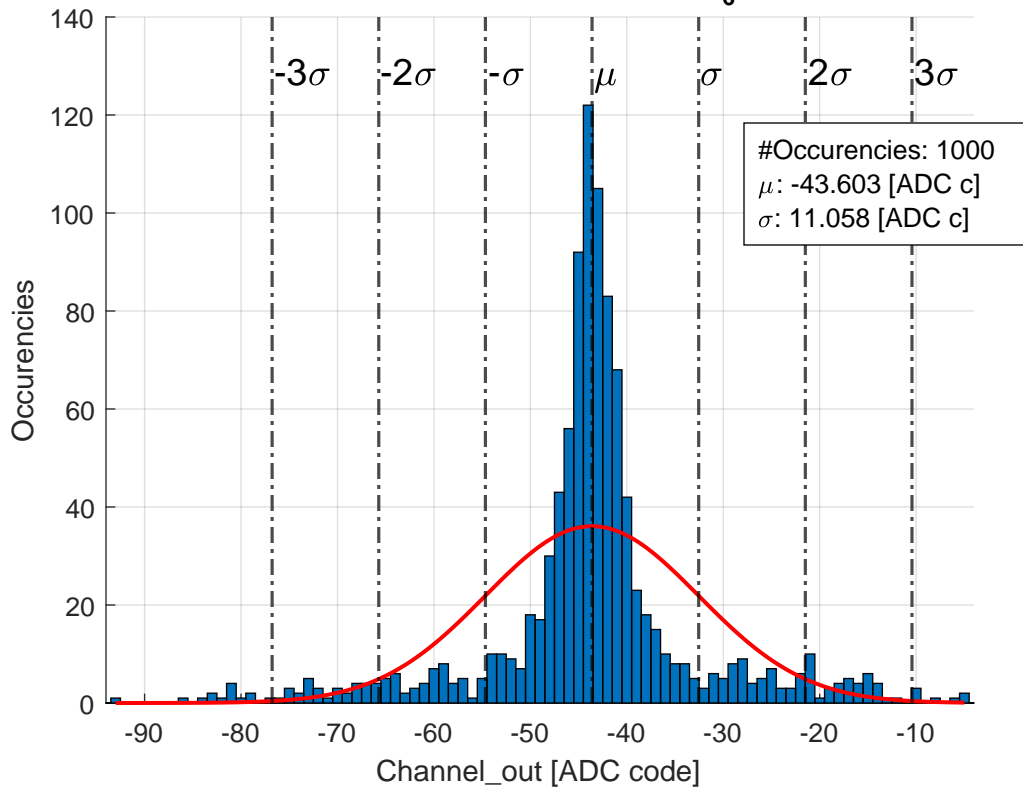 140
120
100
80
60
40
20
0
Occurencies
-3σ -2σ -σ μ σ 2σ 3σ
#Occurencies: 1000
μ: -43.603 [ADC c]
σ: 11.058 [ADC c]
-90 -80 -70 -60 -50 -40 -30 -20 -10
Channel_out [ADC code]